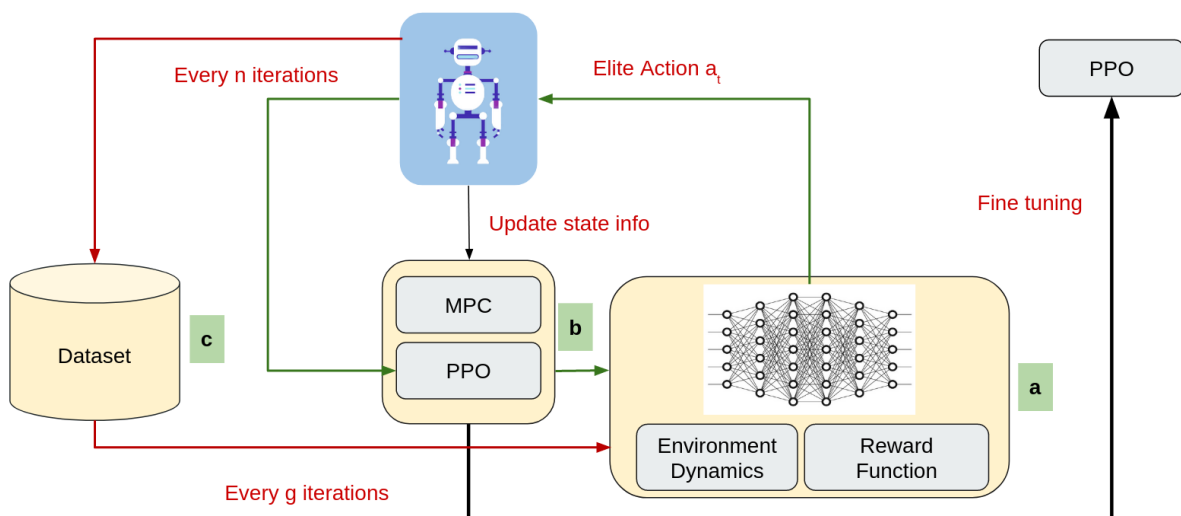 Every n iterations
Elite Action a_t
PPO
Fine tuning
Update state info
MPC
b
PPO
c
Dataset
a
Environment
Dynamics
Reward
Function
Every g iterations